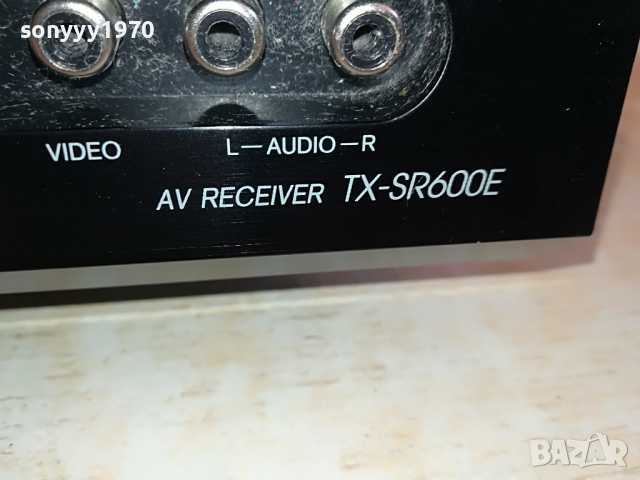 sonyyy1970
VIDEO
L—AUDIO—R
AV RECEIVER TX-SR600E
BAZAR